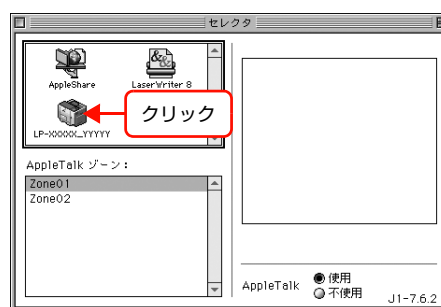 セレクタ
AppleShare
LaserWriter 8
クリック
LP-XXXXX_YYYYY
AppleTalk ゾーン：
Zone01
Zone02
AppleTalk
使用
不使用
J1-7.6.2